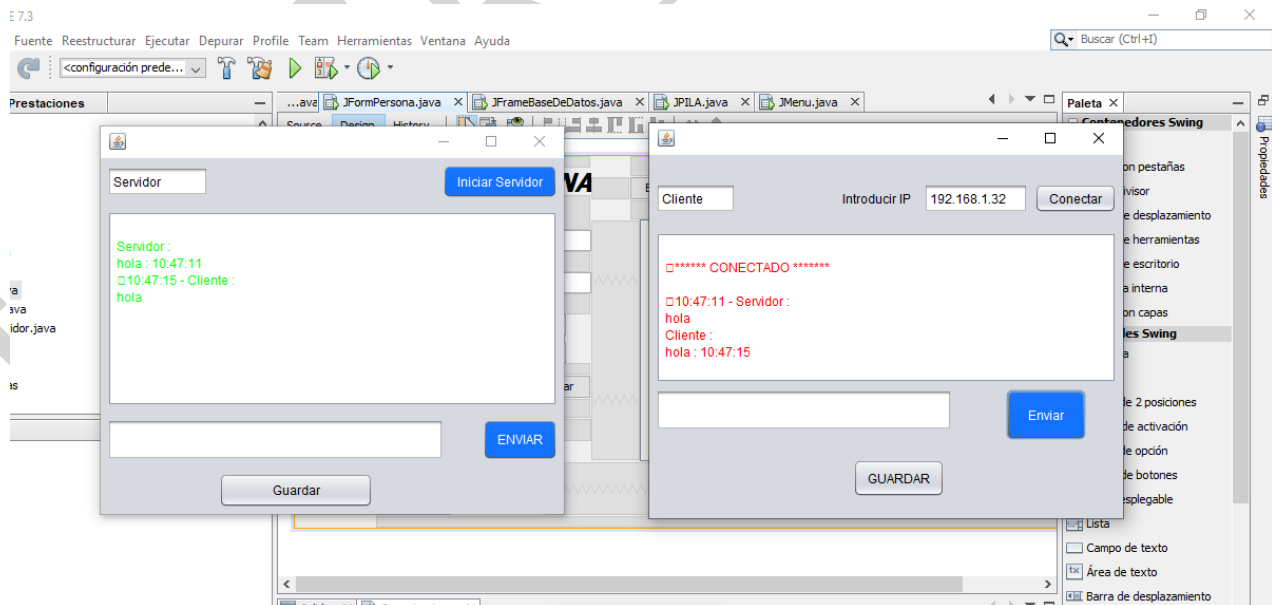 E 7.3
Fuente Reestructurar Ejecutar Depurar Profile Team Herramientas Ventana Ayuda
Buscar (Ctrl+I)
<configuración prede...
Prestaciones
...ava JFormPersona.java JFrameBaseDeDatos.java JPILA.java JMenu.java
Paleta
Source Design History
Contenedores Swing
Propiedades
Servidor
Iniciar Servidor
NA
Servidor :
hola : 10:47:11
□10:47:15 - Cliente :
hola
ENVIAR
Guardar
Cliente
Introducir IP
192.168.1.32
Conectar
□****** CONECTADO *******
□10:47:11 - Servidor :
hola
Cliente :
hola : 10:47:15
Enviar
GUARDAR
va
ava
idor.java
as
ar
on pestañas
ivisor
e desplazamiento
e herramientas
e escritorio
a interna
on capas
les Swing
a
de 2 posiciones
de activación
de opción
de botones
esplegable
Lista
Campo de texto
Área de texto
Barra de desplazamiento